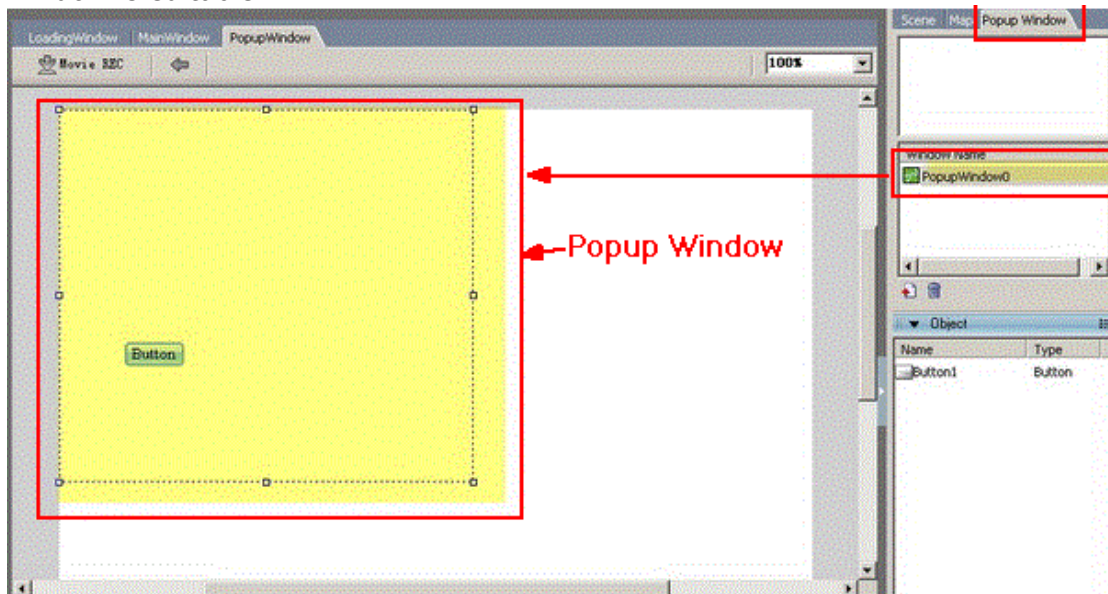 LoadingWindow MainWindow PopupWindow
Scene Map Popup Window
Movie REC 100%
Window Name
PopupWindow0
Popup Window
Object
Name Type
Button
Button1 Button